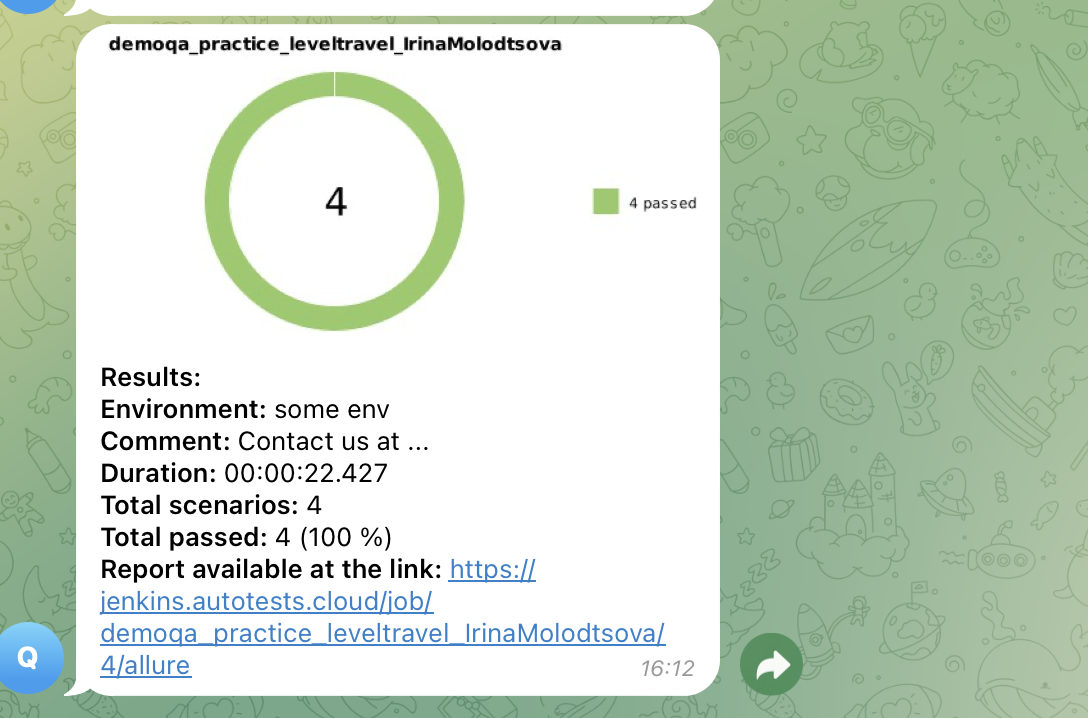 demoqa_practice_leveltravel_IrinaMolodtsova
4
4 passed
Results:
Environment: some env
Comment: Contact us at ...
Duration: 00:00:22.427
Total scenarios: 4
Total passed: 4 (100 %)
Report available at the link: https://
jenkins.autotests.cloud/job/
demoqa_practice_leveltravel_IrinaMolodtsova/
4/allure
16:12
Q